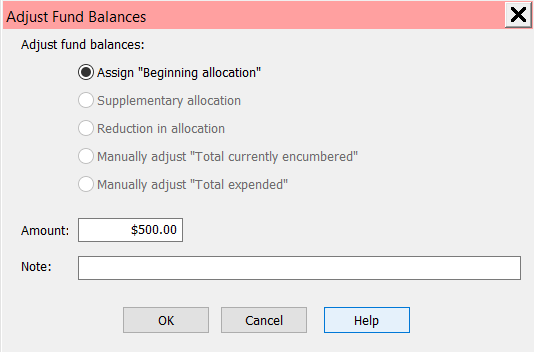 Adjust Fund Balances
Adjust fund balances:
Assign "Beginning allocation"
Supplementary allocation
Reduction in allocation
Manually adjust "Total currently encumbered"
Manually adjust "Total expended"
Amount: $500.00
Note:
OK Cancel Help